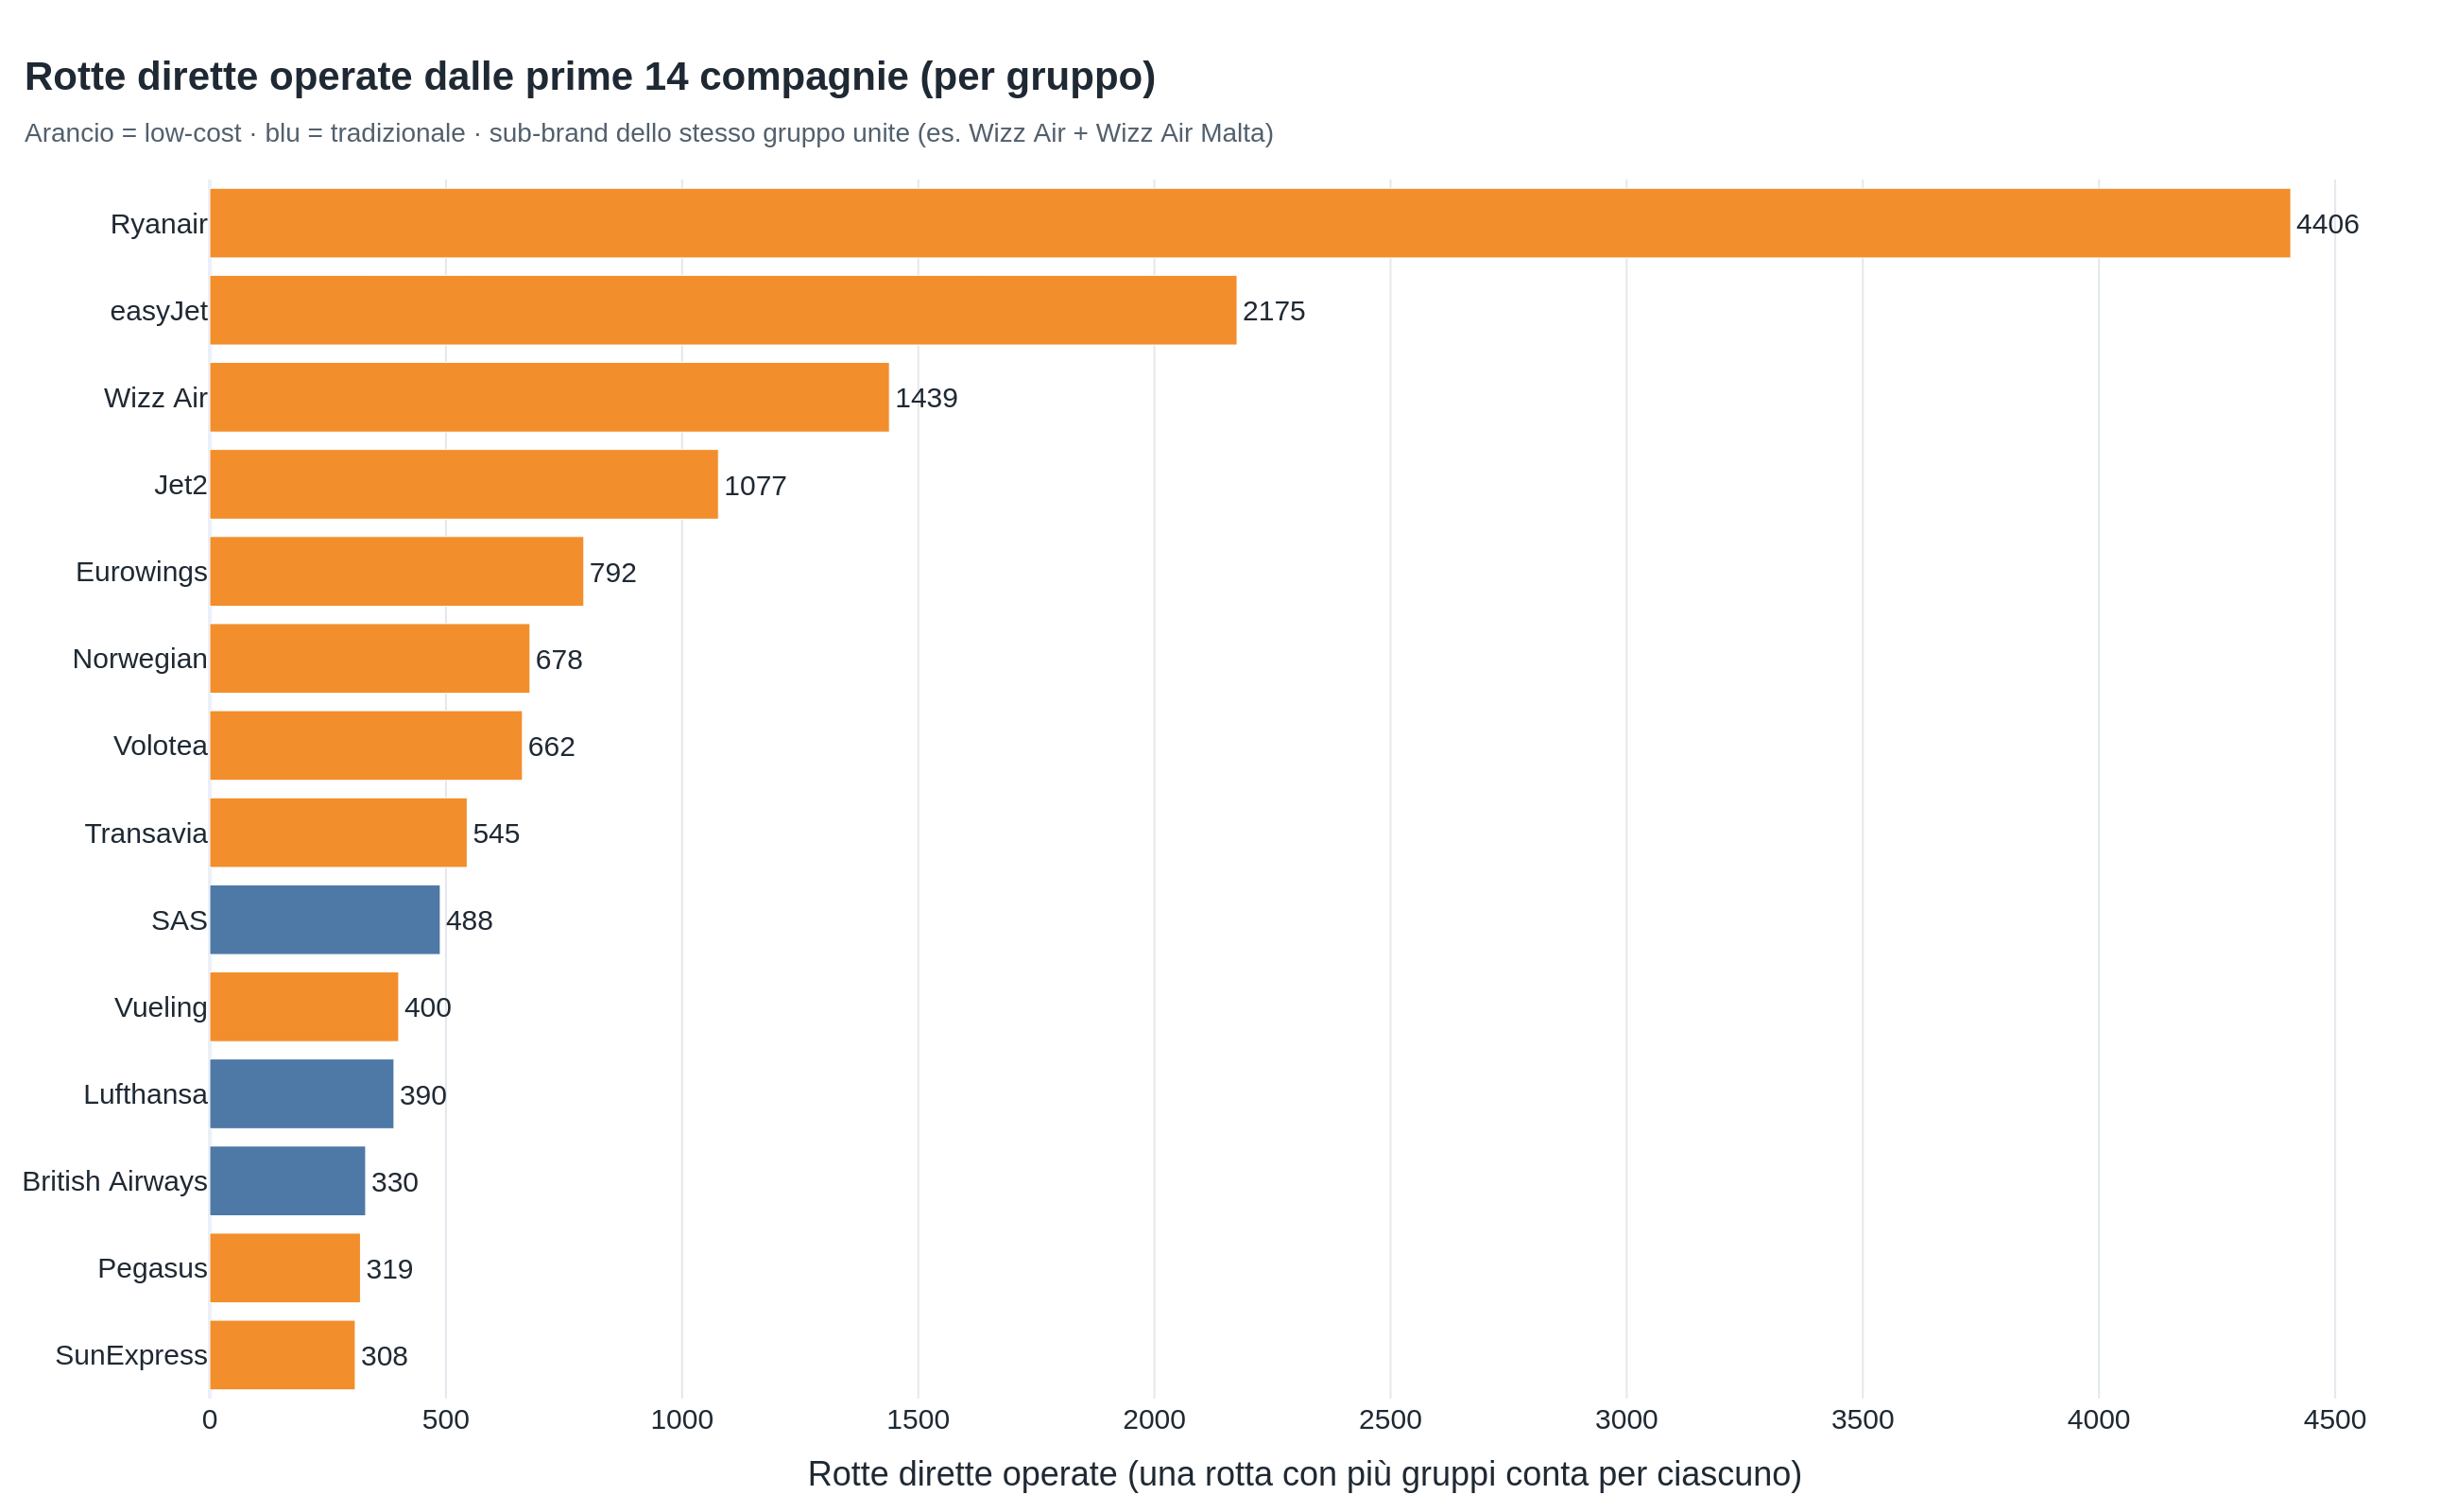 Rotte dirette operate dalle prime 14 compagnie (per gruppo)
Arancio = low-cost · blu = tradizionale · sub-brand dello stesso gruppo unite (es. Wizz Air + Wizz Air Malta)
Ryanair 4406
easyJet 2175
Wizz Air 1439
Jet2 1077
Eurowings 792
Norwegian 678
Volotea 662
Transavia 545
SAS 488
Vueling 400
Lufthansa 390
British Airways 330
Pegasus 319
SunExpress 308
0 500 1000 1500 2000 2500 3000 3500 4000 4500
Rotte dirette operate (una rotta con più gruppi conta per ciascuno)